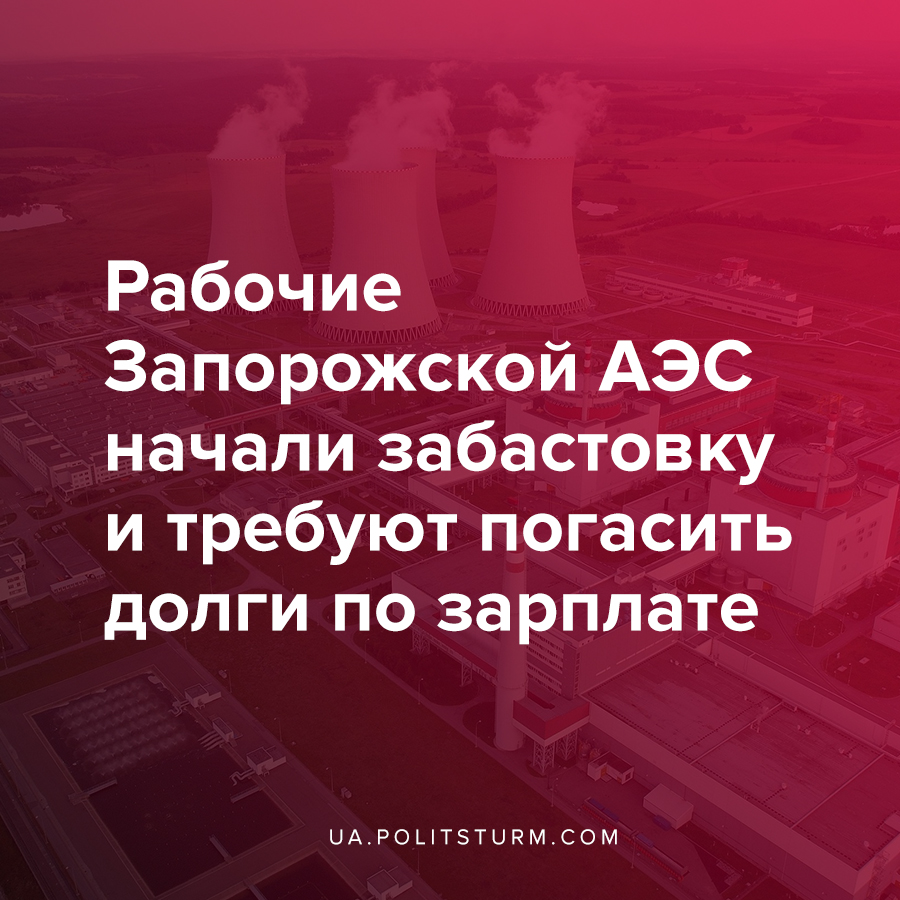 Рабочие
Запорожской АЭС
начали забастовку
и требуют погасить
долги по зарплате
UA.POLITSTURM.COM